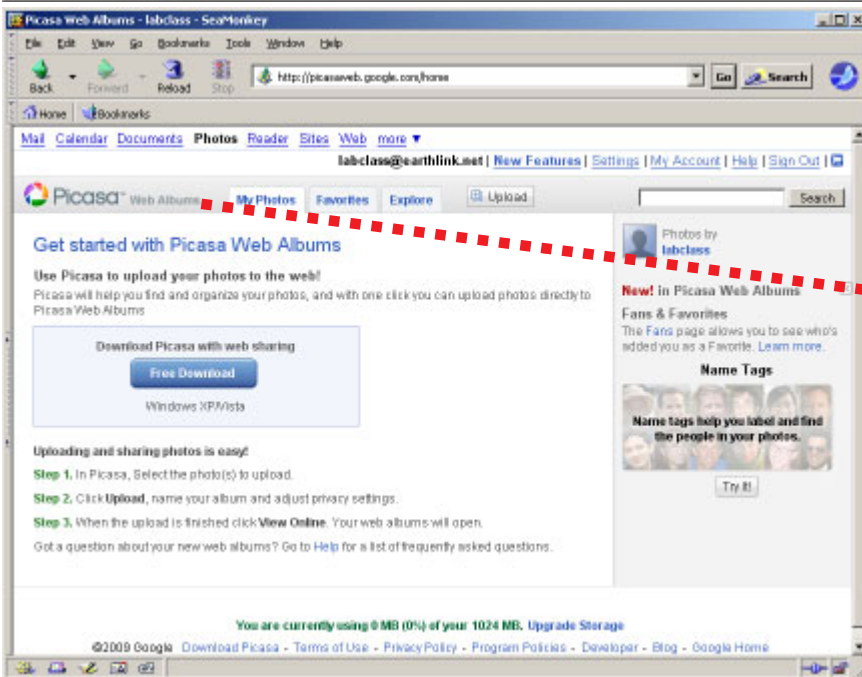 Picasa Web Albums - labclass - SeaMonkey
File Edit View Go Bookmarks Tools Window Help
Back Forward Reload Stop http://picasaweb.google.com/home Go Search
Home Bookmarks
Mail Calendar Documents Photos Reader Sites Web more ▼
labclass@earthlink.net | New Features | Settings | My Account | Help | Sign Out |
Picasa™ Web Albums My Photos Favorites Explore Upload Search
Photos by
labclass
Get started with Picasa Web Albums
Use Picasa to upload your photos to the web!
Picasa will help you find and organize your photos, and with one click you can upload photos directly to
Picasa Web Albums
Download Picasa with web sharing
Free Download
Windows XP/Vista
Uploading and sharing photos is easy!
Step 1. In Picasa, Select the photo(s) to upload.
Step 2. Click Upload, name your album and adjust privacy settings.
Step 3. When the upload is finished click View Online. Your web albums will open.
Got a question about your new web albums? Go to Help for a list of frequently asked questions.
New! in Picasa Web Albums
Fans & Favorites
The Fans page allows you to see who's
added you as a Favorite. Learn more.
Name Tags
Name tags help you label and find
the people in your photos.
Try It!
You are currently using 0 MB (0%) of your 1024 MB. Upgrade Storage
©2009 Google Download Picasa - Terms of Use - Privacy Policy - Program Policies - Developer - Blog - Google Home